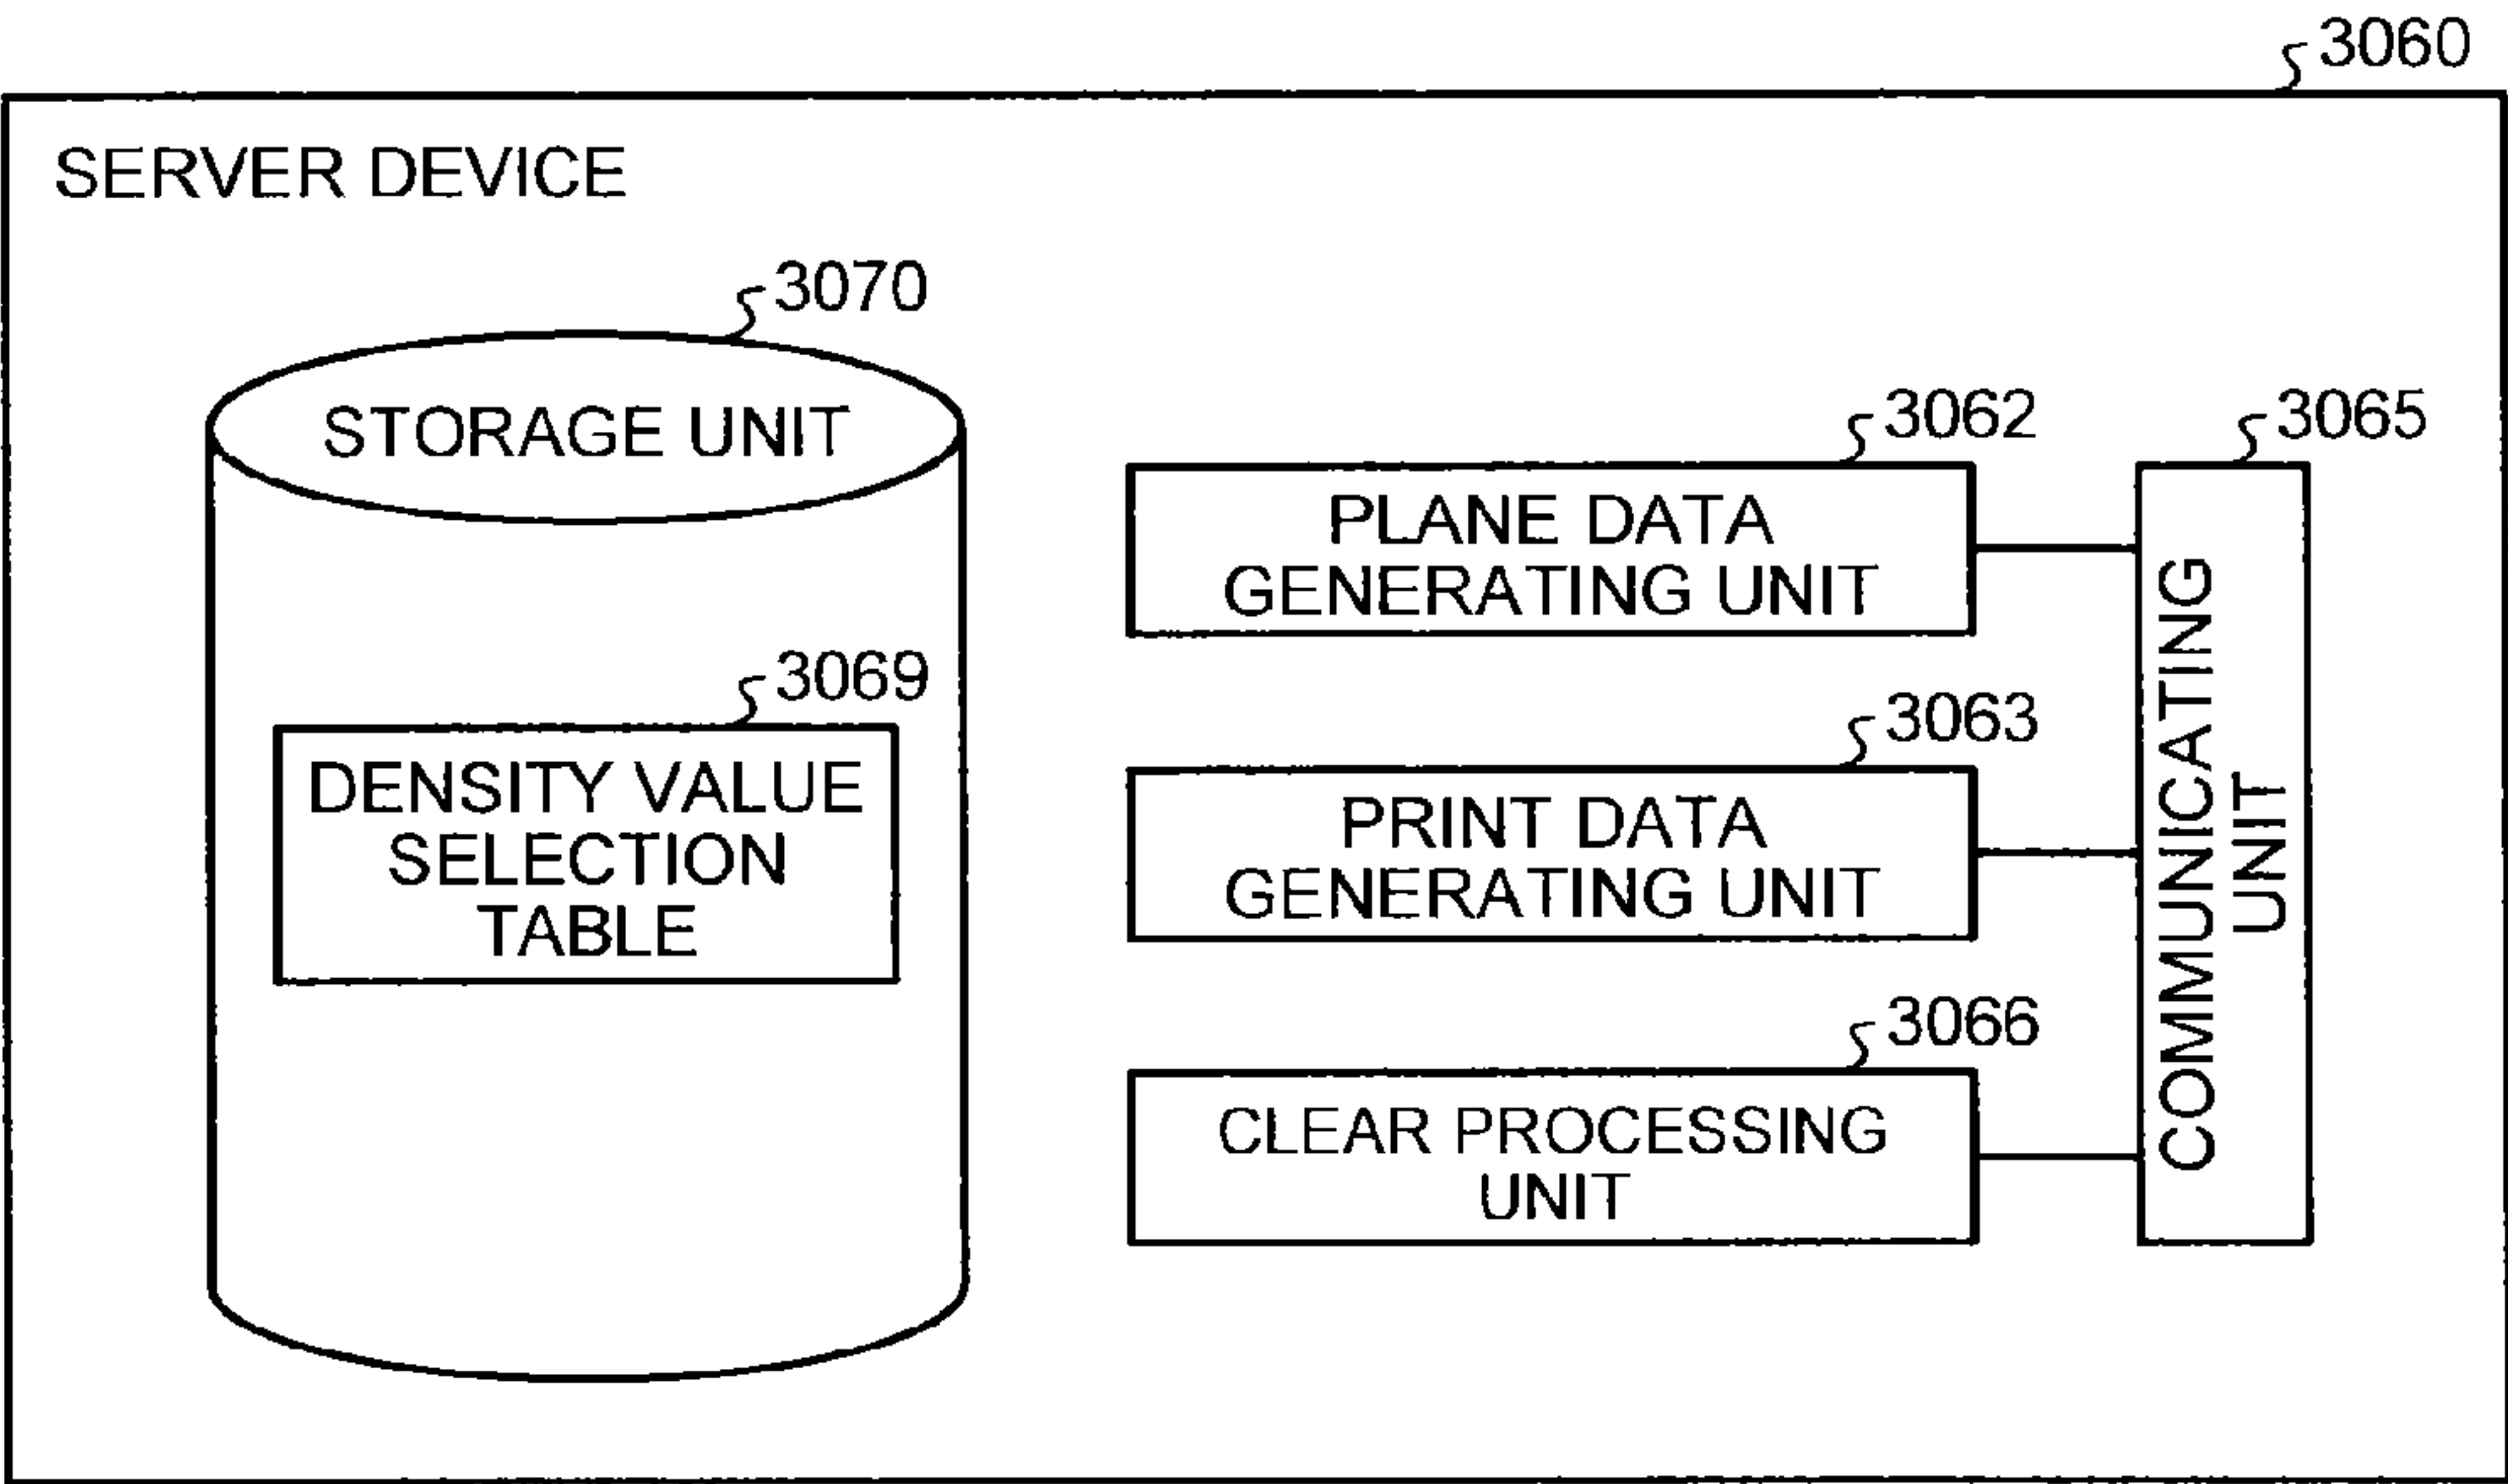 3060
SERVER DEVICE
3070
STORAGE UNIT
3069
DENSITY VALUE
SELECTION
TABLE
3062
PLANE DATA
GENERATING UNIT
3063
PRINT DATA
GENERATING UNIT
3066
CLEAR PROCESSING
UNIT
3065
COMMUNICATING
UNIT